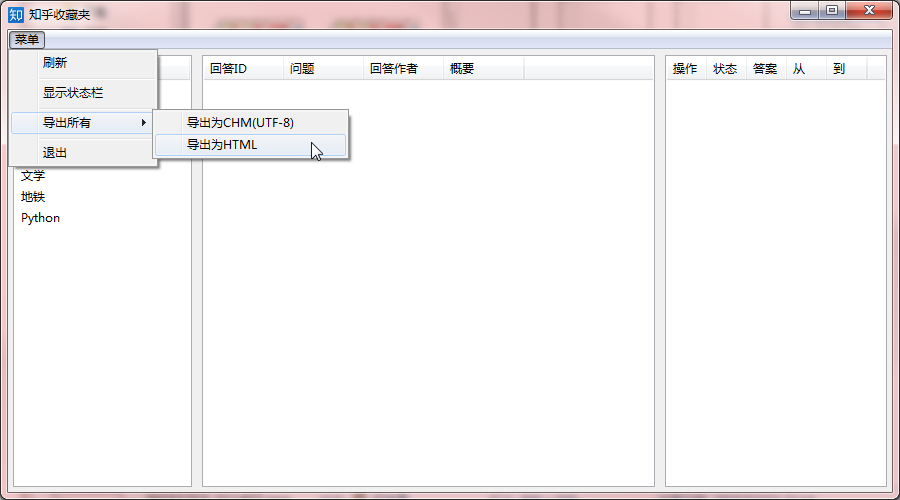 知 知乎收藏夹
菜单
刷新
显示状态栏
导出所有
退出
导出为CHM(UTF-8)
导出为HTML
文学
地铁
Python
回答ID 问题 回答作者 概要
操作 状态 答案 从 到